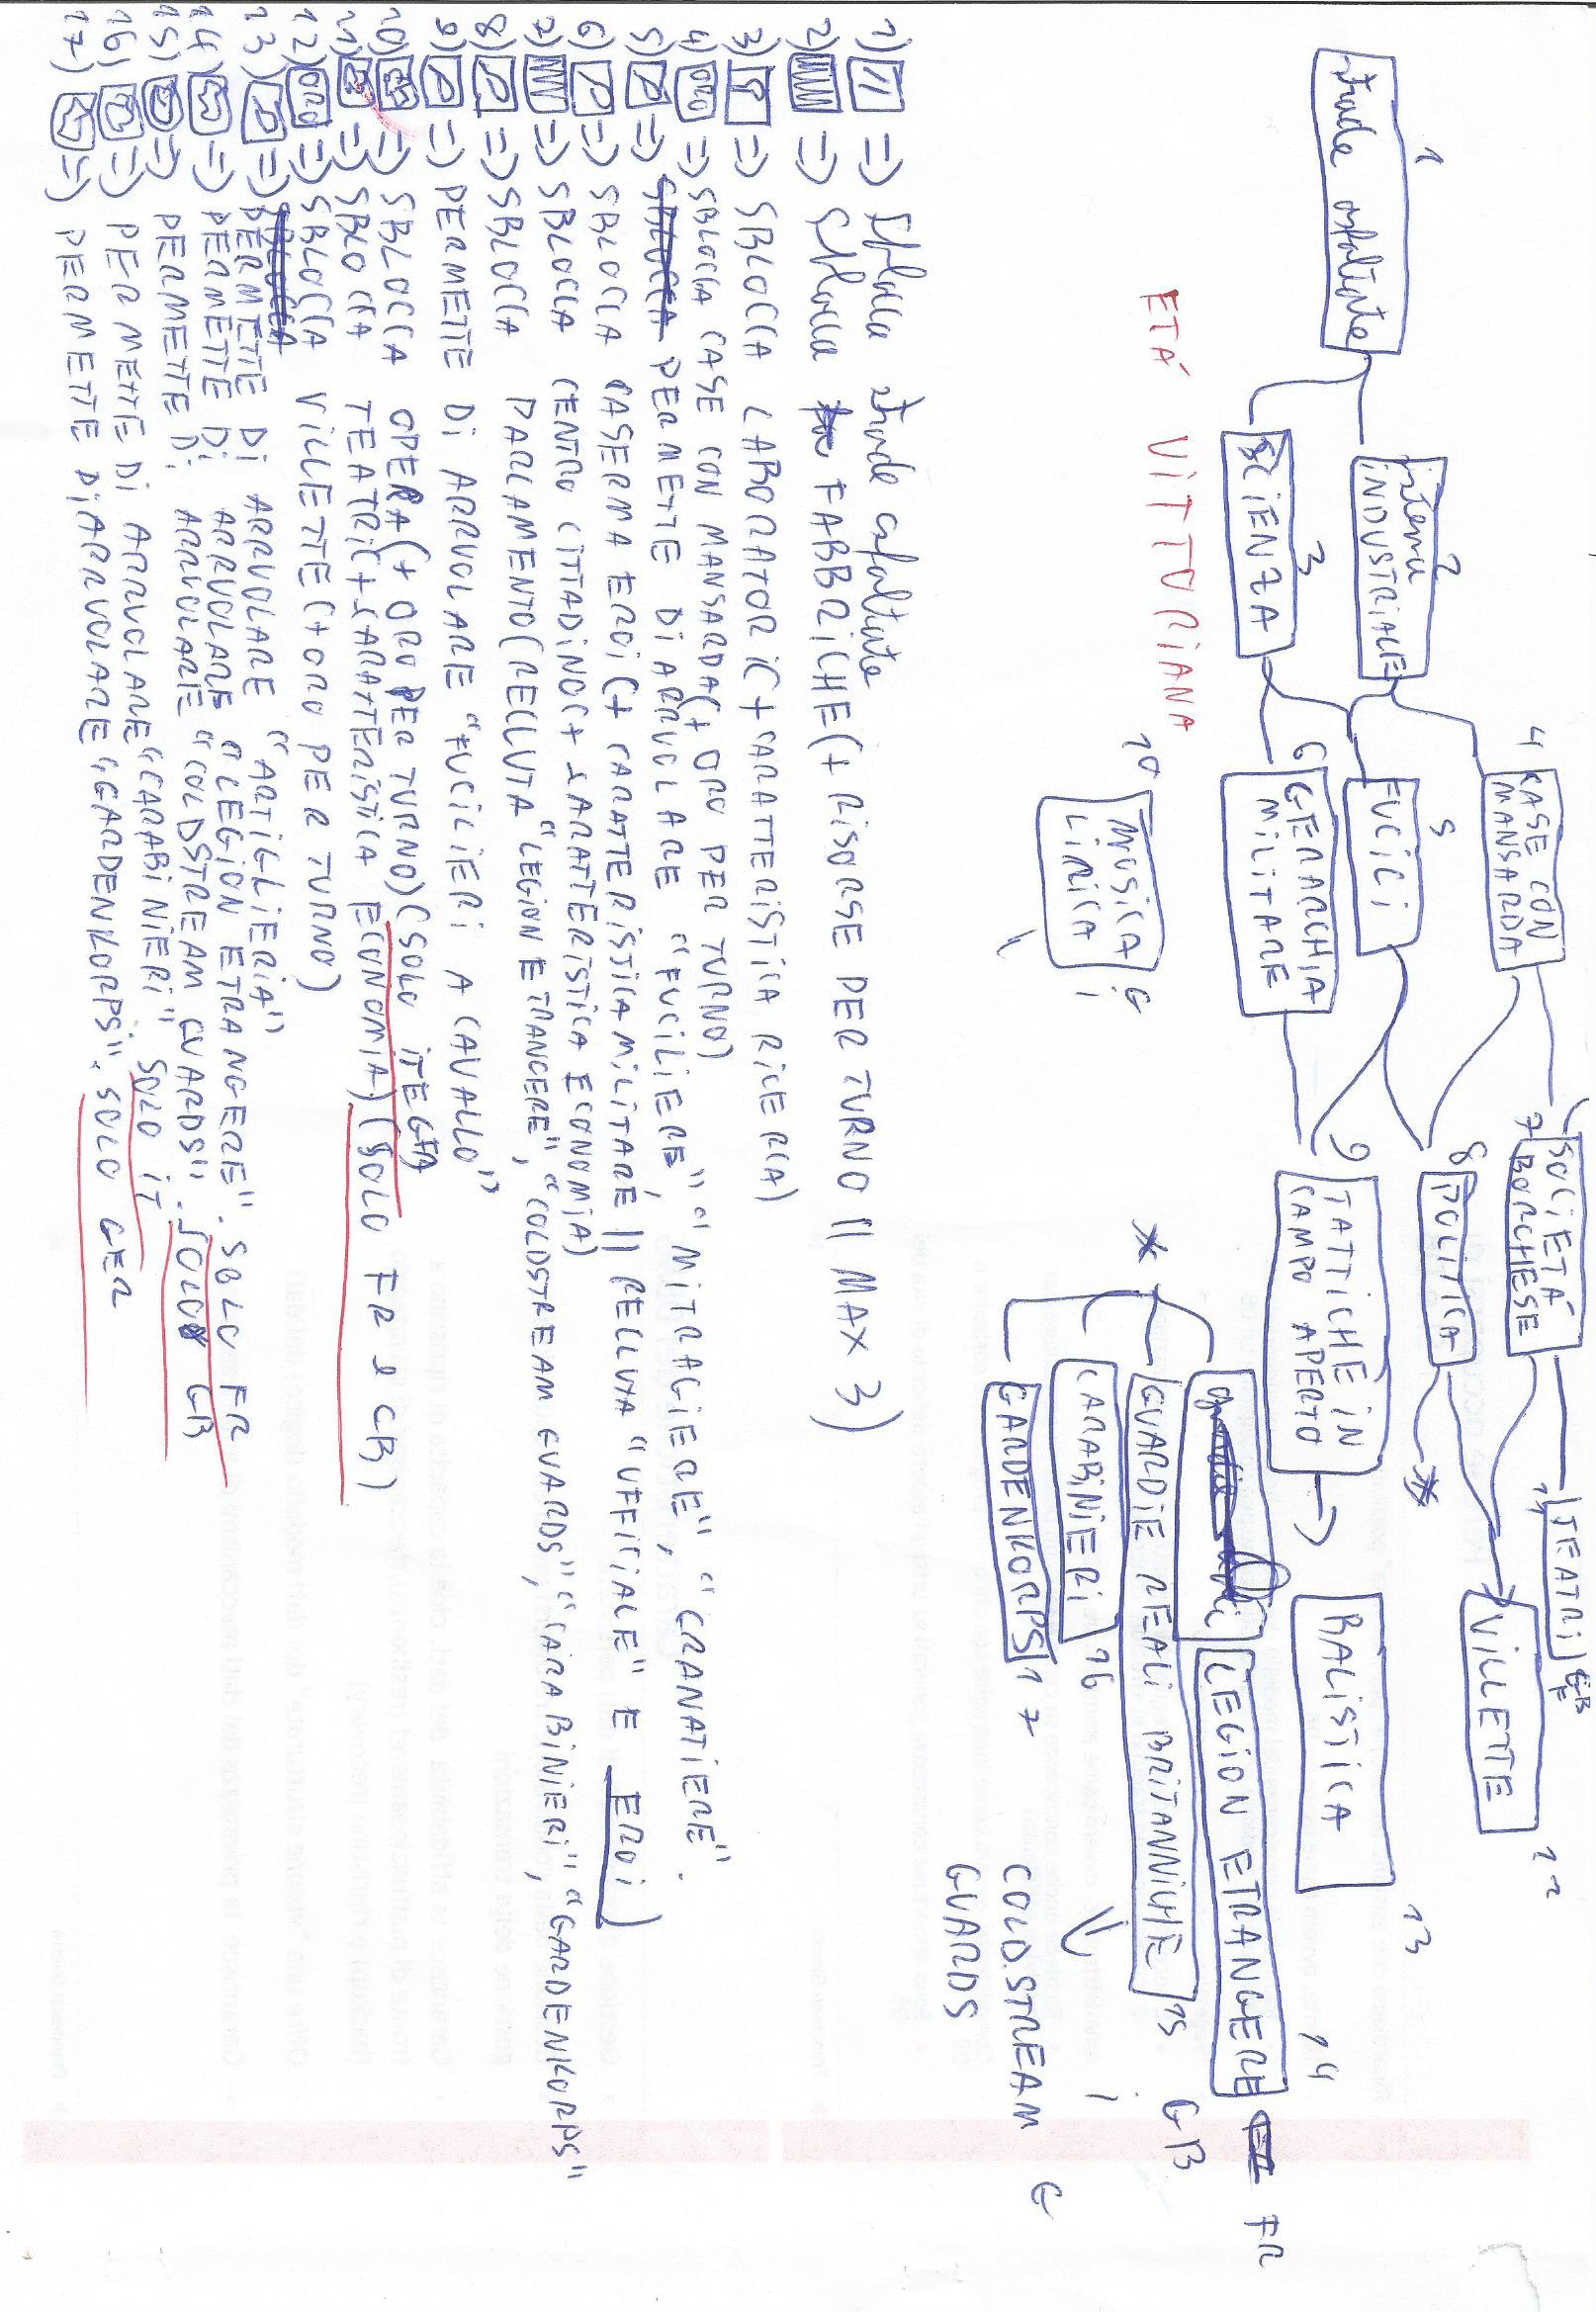 4 CASE CON MANSARDA
7 SOCIETÁ BORGHESE
11 TEATRI GB F
12 VILLETTE
8 POLITICA
1 strade asfaltate
2 sistema INDUSTRIALE
5 FUCILI
3 SCIENZA
6 GERARCHIA MILITARE
9 TATTICHE IN CAMPO APERTO
13 BALISTICA
14 LEGION ETRANGERE FR
GUARDIE REALI BRITANNICHE 15 GB
CARABINIERI 16 i
GARDENKORPS 17 G
COLDSTREAM GUARDS
ETÁ VITTORIANA
10 MUSICA LIRICA G i
1) => Sblocca strade asfaltate
2) => Sblocca FABBRICHE (+ RISORSE PER TURNO || MAX 3)
3) => SBLOCCA LABORATORI (+ CARATTERISTICA RICERCA)
4) ORO => SBLOCCA CASE CON MANSARDA (+ ORO PER TURNO)
5) => SBLOCCA PERMETTE DI ARRUOLARE "FUCILIERE", "MITRAGIERE", "GRANATIERE".
6) => SBLOCCA CASERMA EROI (+ CARATTERISTICA MILITARE || RECLUTA "UFFICIALE" E EROI)
7) => SBLOCCA CENTRO CITTADINO (+ CARATTERISTICA ECONOMIA)
8) => SBLOCCA PARLAMENTO (RECLUTA "LEGION ETRANGERE", "COLDSTREAM GUARDS", "CARABINIERI", "GARDENKORPS"
9) => PERMETTE DI ARRUOLARE "FUCILIERI A CAVALLO"
10) => SBLOCCA OPERA (+ ORO PER TURNO) (SOLO
11) => SBLOCCA TEATRI (+ CARATTERISTICA ECONOMIA) (SOLO FR e GB)
12) ORO => SBLOCCA VILLETTE (+ ORO PER TURNO)
13) => SBLOCCA PERMETTE DI ARRUOLARE "ARTIGLIERIA"
14) => PERMETTE DI ARRUOLARE "LEGION ETRANGERE". SOLO FR
15) => PERMETTE DI ARRUOLARE "COLDSTREAM GUARDS". SOLO GB
16) => PERMETTE DI ARRUOLARE "CARABINIERI". SOLO IT
17) => PERMETTE DI ARRUOLARE "GARDENKORPS". SOLO GER